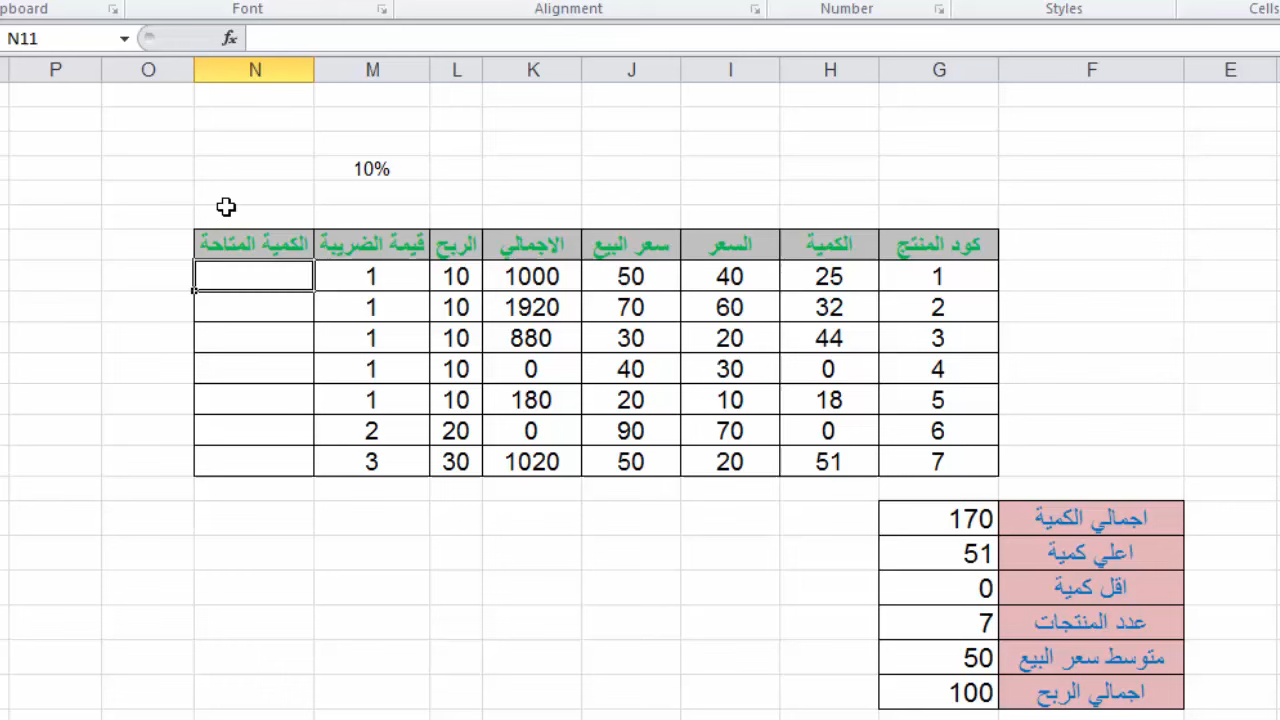 pboard Font Alignment Number Styles Cells
N11 fx
P O N M L K J I H G F E
10%
كود المنتج الكمية السعر سعر البيع الاجمالي الربح قيمة الضريبة الكمية المتاحة
1 25 40 50 1000 10 1
2 32 60 70 1920 10 1
3 44 20 30 880 10 1
4 0 30 40 0 10 1
5 18 10 20 180 10 1
6 0 70 90 0 20 2
7 51 20 50 1020 30 3
اجمالي الكمية 170
اعلي كمية 51
اقل كمية 0
عدد المنتجات 7
متوسط سعر البيع 50
اجمالي الربح 100